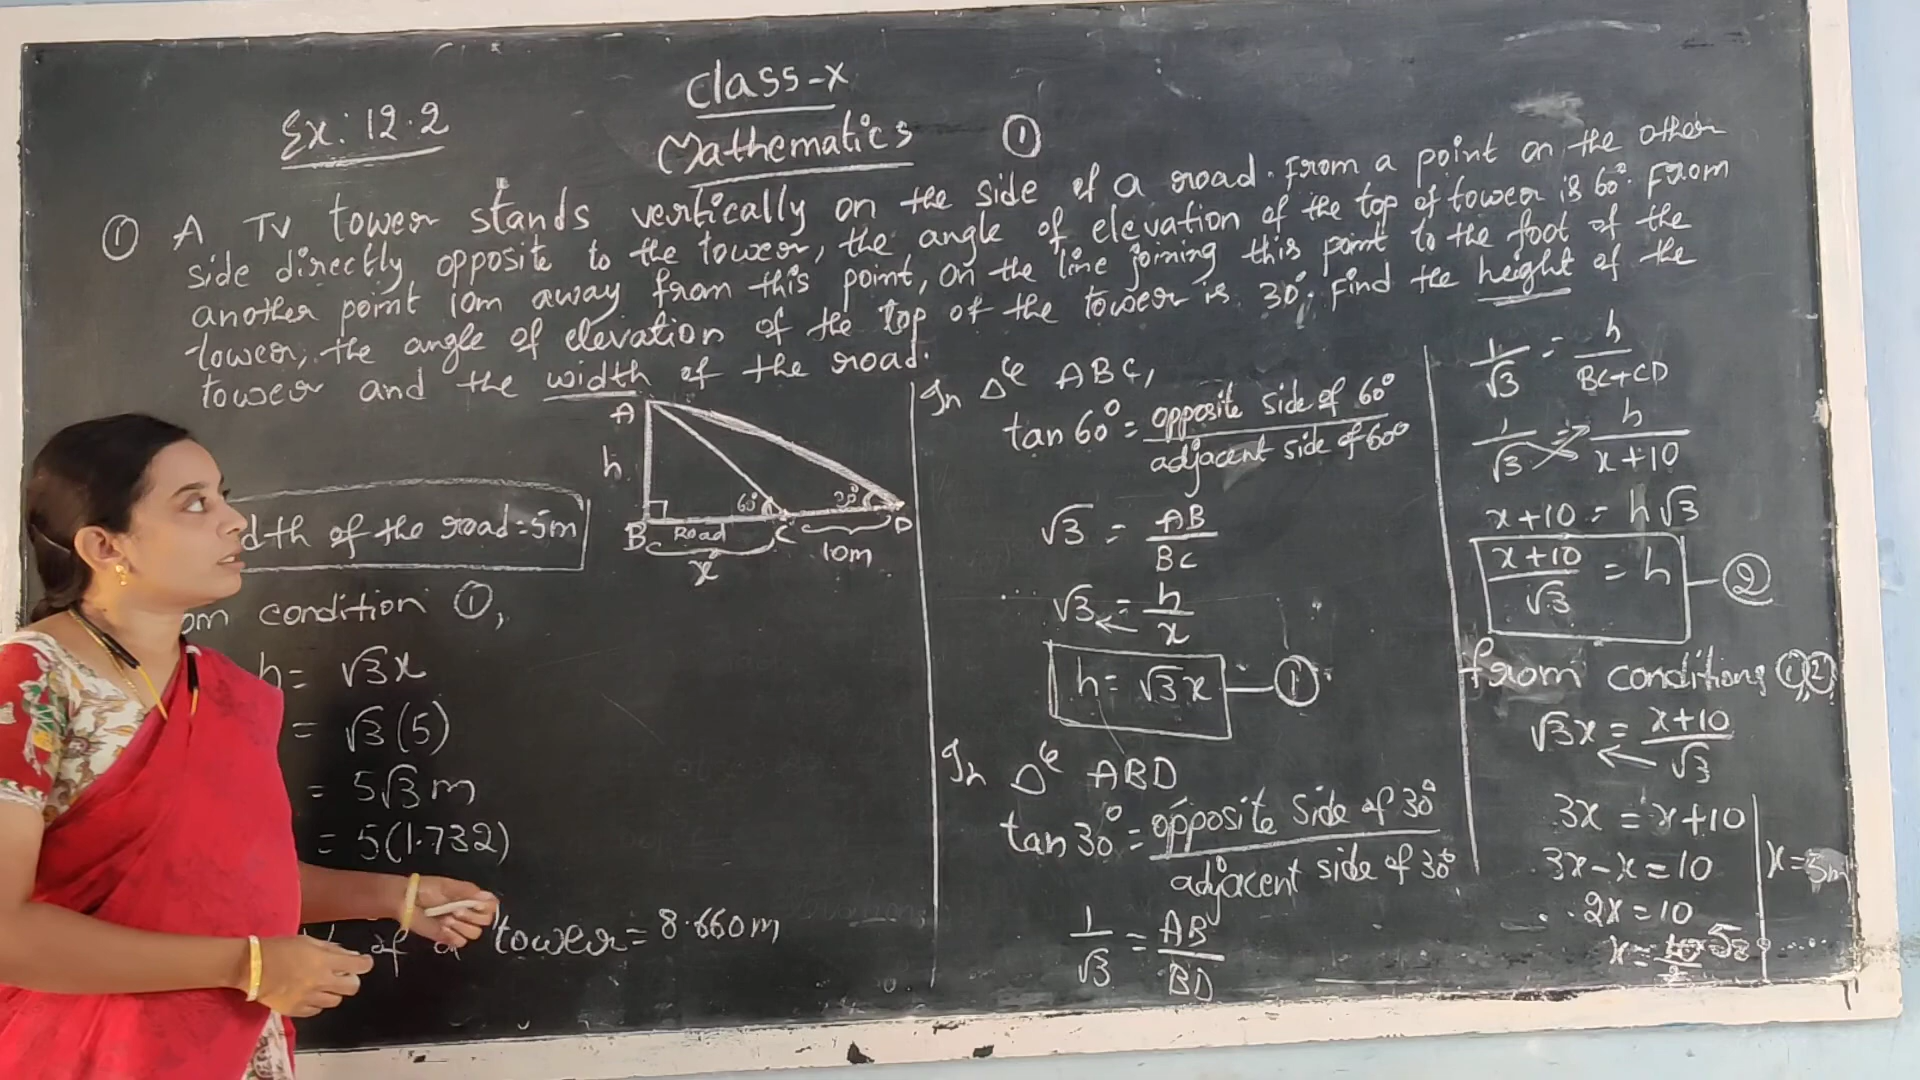 Class-X
Ex: 12.2
Mathematics ①
① A TV tower stands vertically on the side of a road. From a point on the other
side directly opposite to the tower, the angle of elevation of the top of tower is 60°. From
another point 10m away from this point, on the line joining this point to the foot of the
tower, the angle of elevation of the top of the tower is 30°. Find the height of the
tower and the width of the road.
A
h
60° 30°
B Road C D
x 10m
dth of the road = 5m
om condition ①,
h = √3x
= √3(5)
= 5√3 m
= 5(1.732)
of a tower = 8.660m
In Δle ABC,
tan 60° = opposite side of 60°
adjacent side of 60°
√3 = AB
BC
√3 = h
x
h = √3x — ①
In Δle ABD
tan 30° = opposite side of 30°
adjacent side of 30°
1/√3 = AB
BD
1/√3 = h
BC+CD
1/√3 = h
x+10
x+10 = h√3
x+10
√3 = h — ②
from conditions ①, ②
√3x = x+10
√3
3x = x+10
3x-x = 10
2x = 10
x = 10/2 5
x = 5m